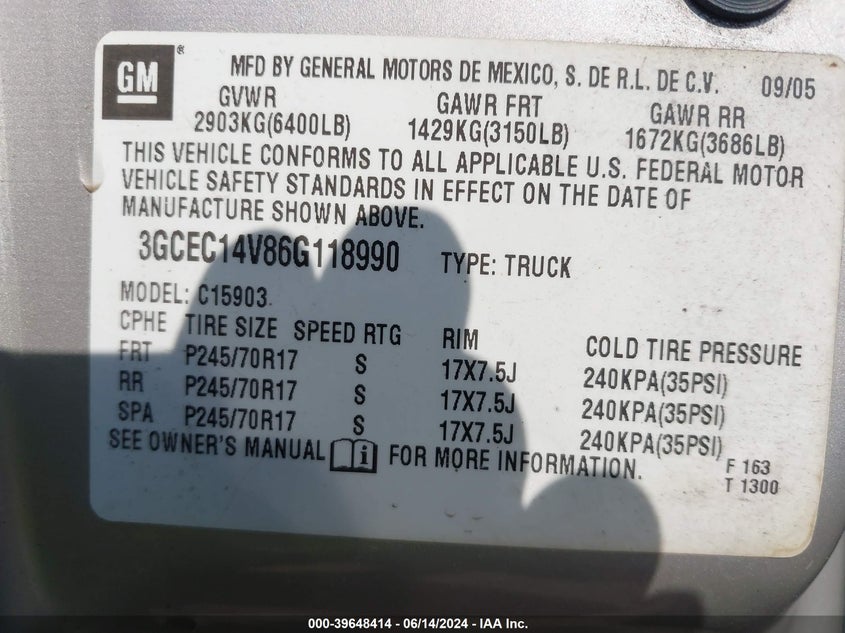 GM ®
MFD BY GENERAL MOTORS DE MEXICO, S. DE R.L. DE C.V. 09/05
GVWR GAWR FRT GAWR RR
2903KG(6400LB) 1429KG(3150LB) 1672KG(3686LB)
THIS VEHICLE CONFORMS TO ALL APPLICABLE U.S. FEDERAL MOTOR
VEHICLE SAFETY STANDARDS IN EFFECT ON THE DATE OF
MANUFACTURE SHOWN ABOVE.
3GCEC14V86G118990 TYPE: TRUCK
MODEL: C15903
CPHE TIRE SIZE SPEED RTG RIM COLD TIRE PRESSURE
FRT P245/70R17 S 17X7.5J 240KPA(35PSI)
RR P245/70R17 S 17X7.5J 240KPA(35PSI)
SPA P245/70R17 S 17X7.5J 240KPA(35PSI)
SEE OWNER'S MANUAL i FOR MORE INFORMATION.
F 163
T 1300
000-39648414 - 06/14/2024 - IAA Inc.